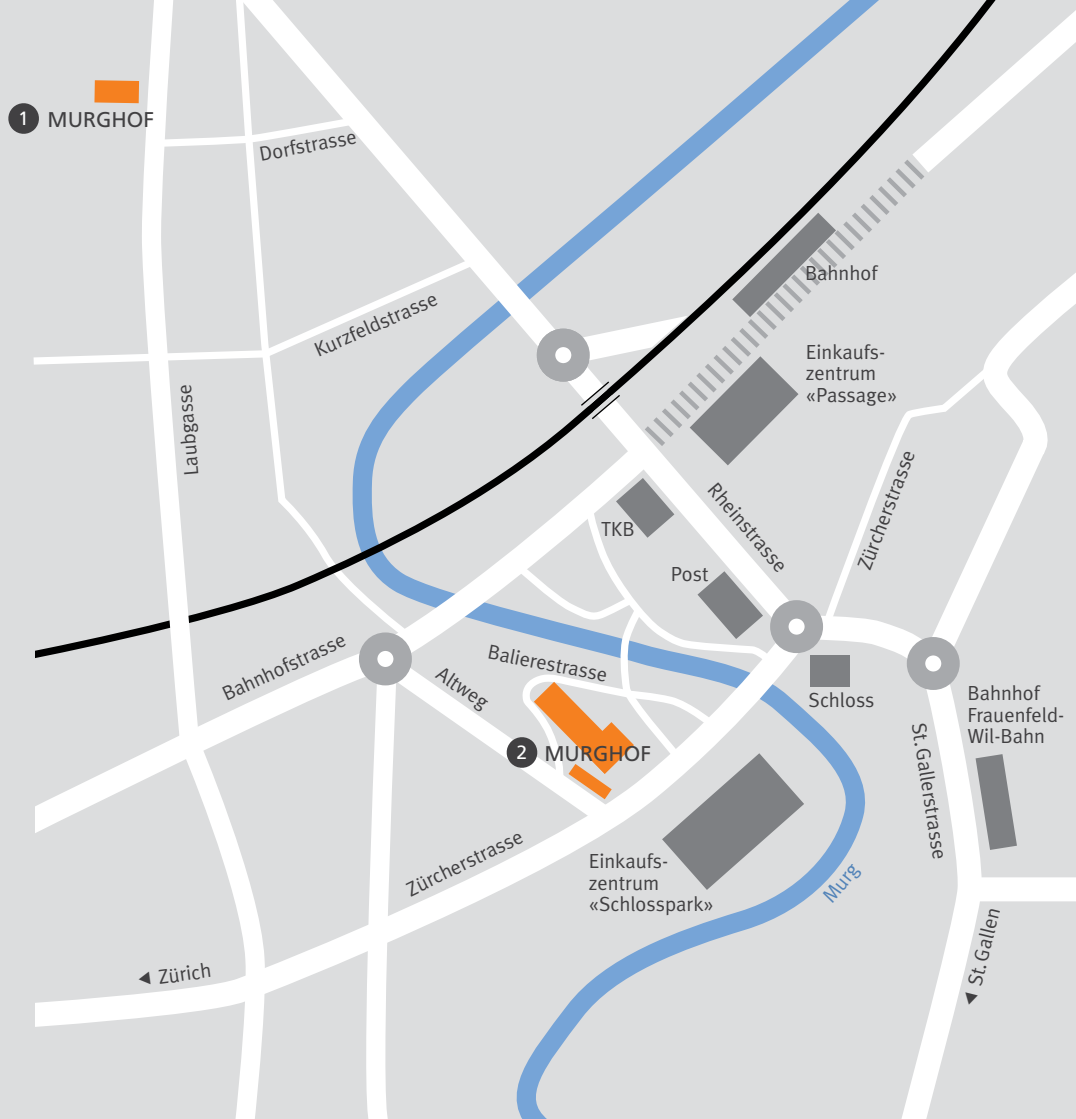 1 MURGHOF
Dorfstrasse
Kurzfeldstrasse
Bahnhof
Einkaufs-
zentrum
«Passage»
Laubgasse
Rheinstrasse
Zürcherstrasse
TKB
Post
Bahnhofstrasse
Balierestrasse
Altweg
Schloss
Bahnhof
Frauenfeld-
Wil-Bahn
2 MURGHOF
St. Gallerstrasse
Zürcherstrasse
Einkaufs-
zentrum
«Schlosspark»
Murg
Zürich
St. Gallen